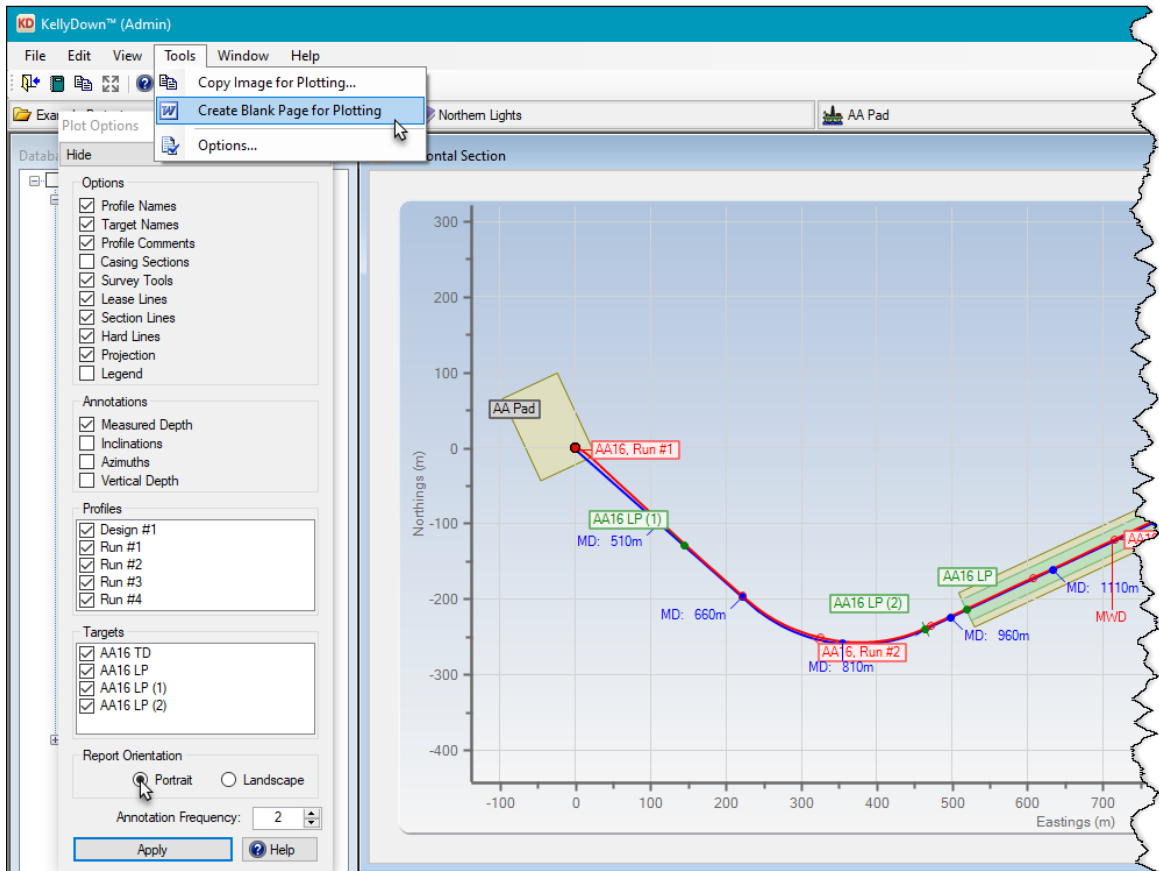 KD KellyDown™ (Admin)
File Edit View Tools Window Help
Copy Image for Plotting...
Create Blank Page for Plotting
Options...
Northern Lights
AA Pad
Plot Options
Hide
Options
Profile Names
Target Names
Profile Comments
Casing Sections
Survey Tools
Lease Lines
Section Lines
Hard Lines
Projection
Legend
Annotations
Measured Depth
Inclinations
Azimuths
Vertical Depth
Profiles
Design #1
Run #1
Run #2
Run #3
Run #4
Targets
AA16 TD
AA16 LP
AA16 LP (1)
AA16 LP (2)
Report Orientation
Portrait Landscape
Annotation Frequency: 2
Apply Help
Section
300
200
100
0
-100
-200
-300
-400
Northings (m)
AA Pad
AA16, Run #1
AA16 LP (1)
MD: 510m
AA16 LP
MD: 1110m
AA16 LP (2)
MD: 660m
MWD
MD: 960m
AA16, Run #2
MD: 810m
-100 0 100 200 300 400 500 600 700
Eastings (m)